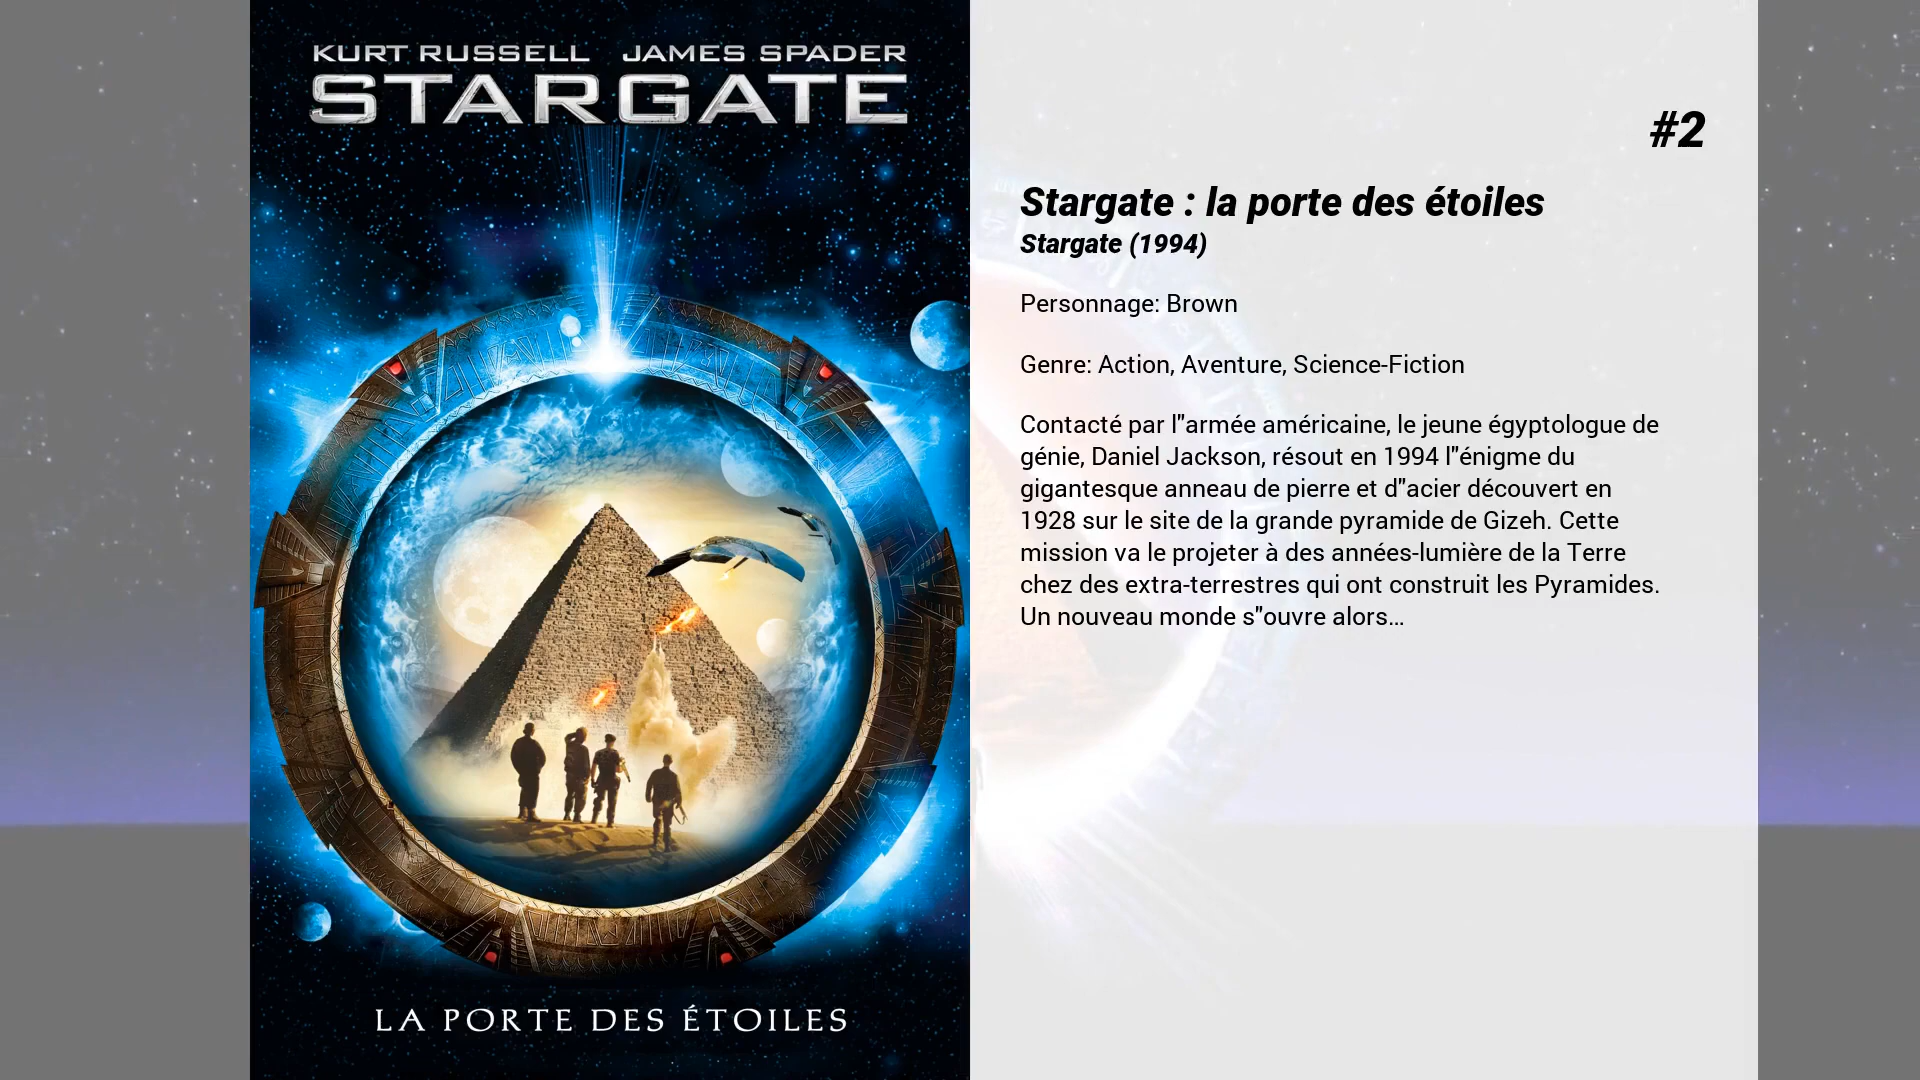 KURT RUSSELL JAMES SPADER
STARGATE
LA PORTE DES ÉTOILES
#2
Stargate : la porte des étoiles
Stargate (1994)
Personnage: Brown
Genre: Action, Aventure, Science-Fiction
Contacté par l"armée américaine, le jeune égyptologue de
génie, Daniel Jackson, résout en 1994 l"énigme du
gigantesque anneau de pierre et d"acier découvert en
1928 sur le site de la grande pyramide de Gizeh. Cette
mission va le projeter à des années-lumière de la Terre
chez des extra-terrestres qui ont construit les Pyramides.
Un nouveau monde s"ouvre alors...